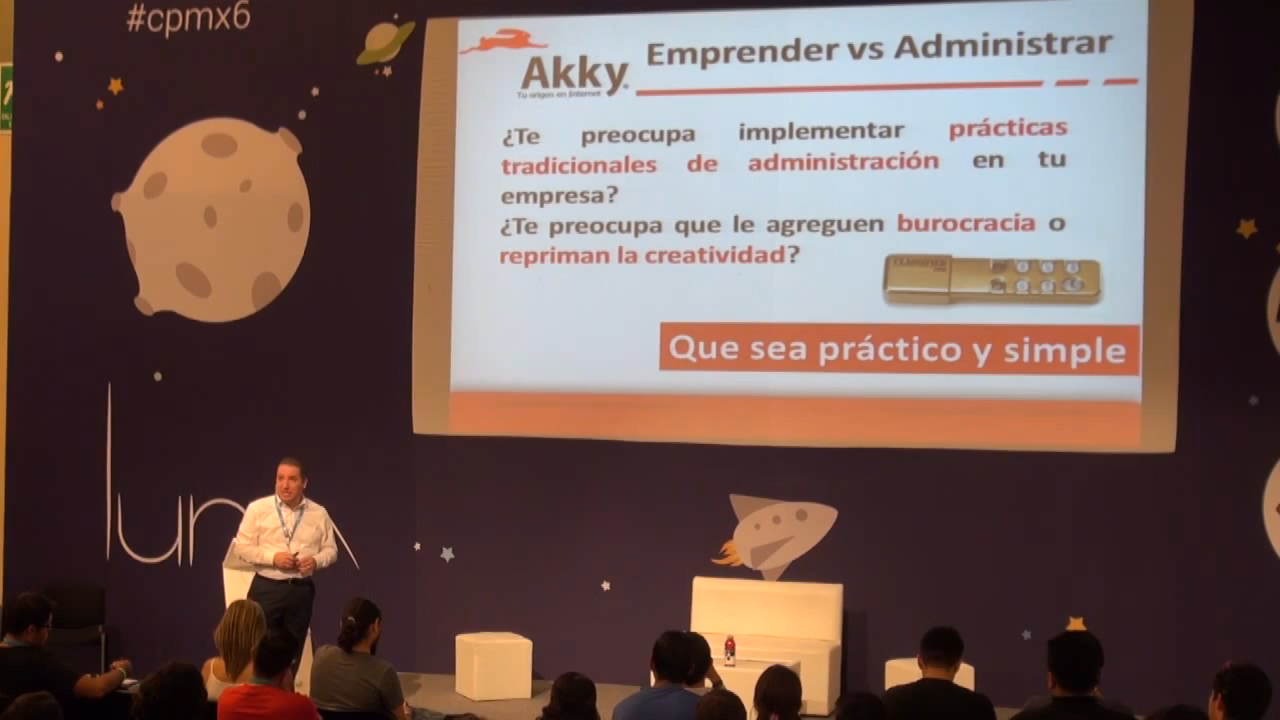 #cpmx6
Akky
Tu origen en Internet
Emprender vs Administrar
¿Te preocupa implementar prácticas
tradicionales de administración en tu
empresa?
¿Te preocupa que le agreguen burocracia o
repriman la creatividad?
Que sea práctico y simple